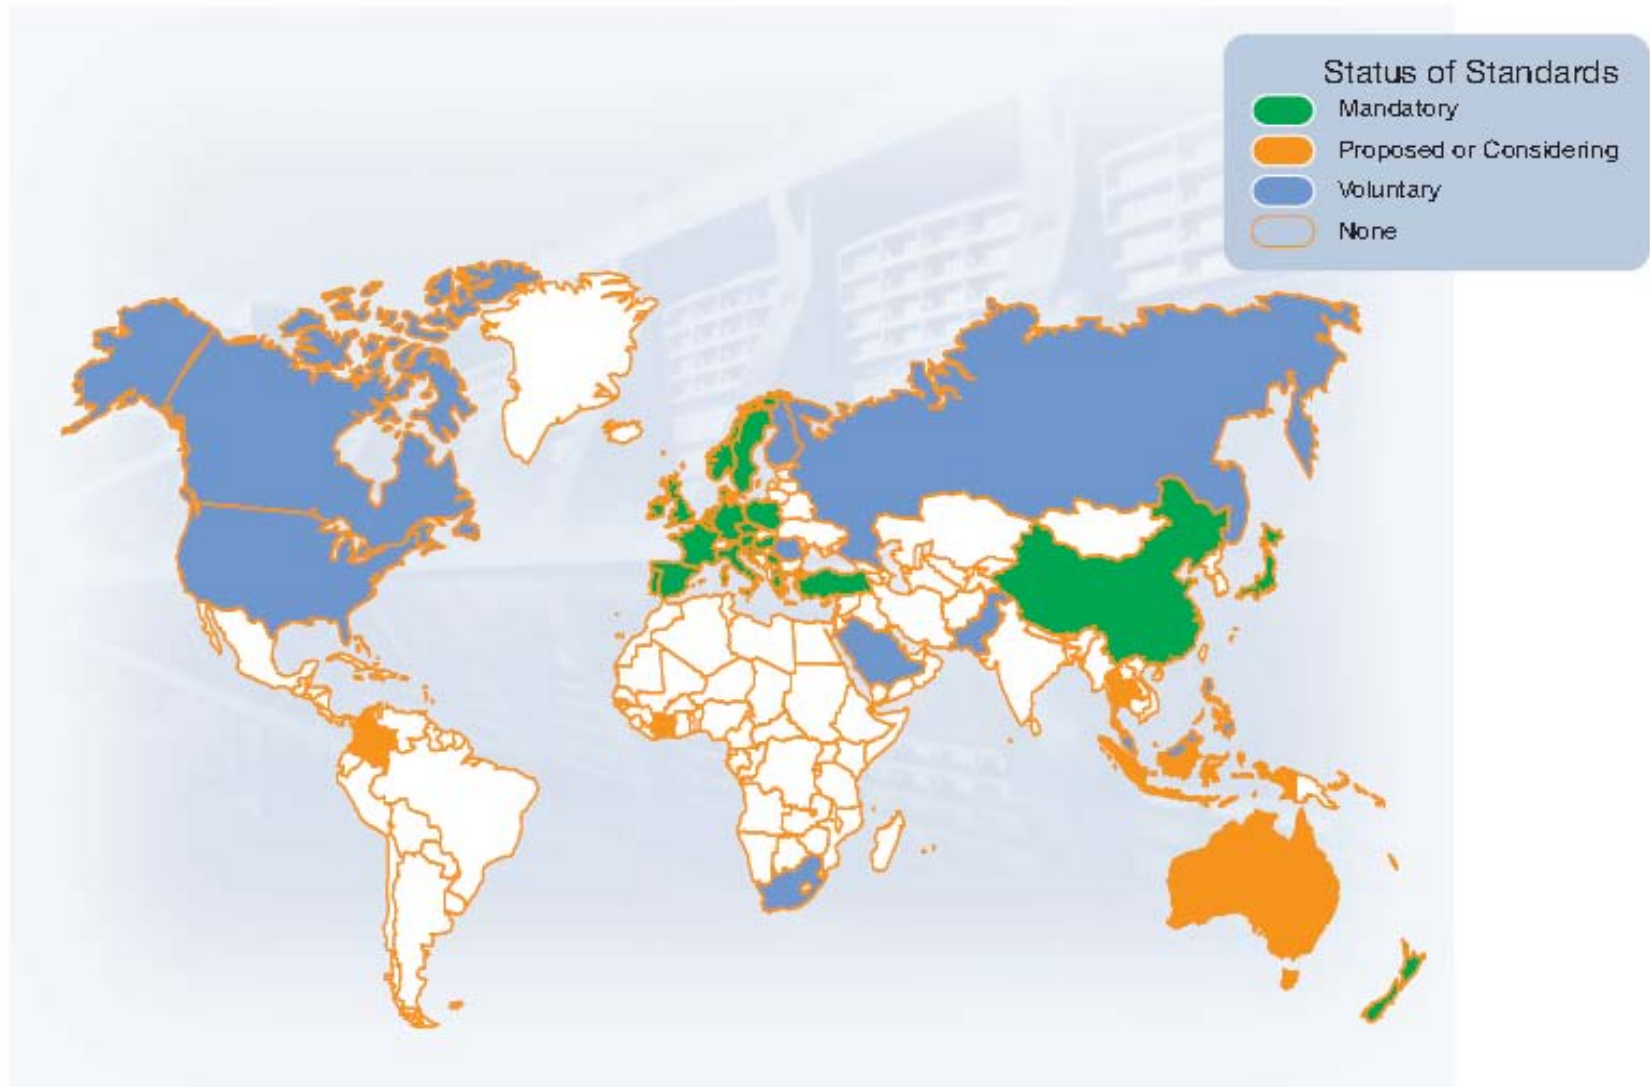 Status of Standards
Mandatory
Proposed or Considering
Voluntary
None